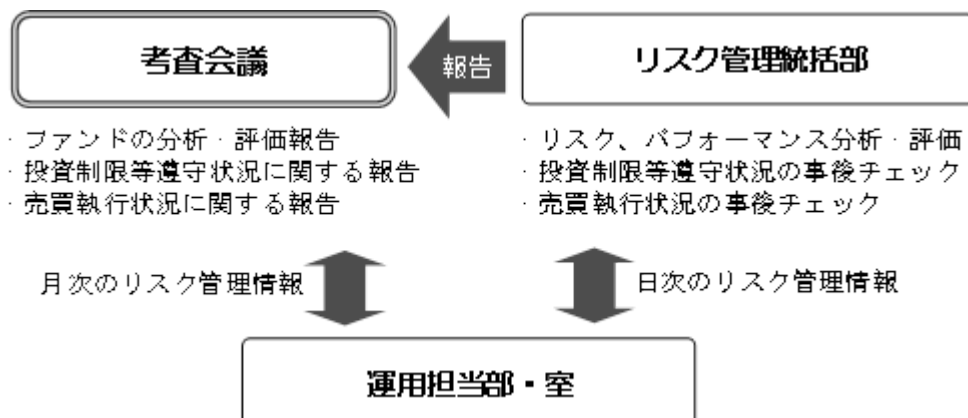 考査会議
報告
リスク管理統括部
· ファンドの分析・評価報告
· 投資制限等遵守状況に関する報告
· 売買執行状況に関する報告
· リスク、パフォーマンス分析・評価
· 投資制限等遵守状況の事後チェック
· 売買執行状況の事後チェック
月次のリスク管理情報
日次のリスク管理情報
運用担当部・室